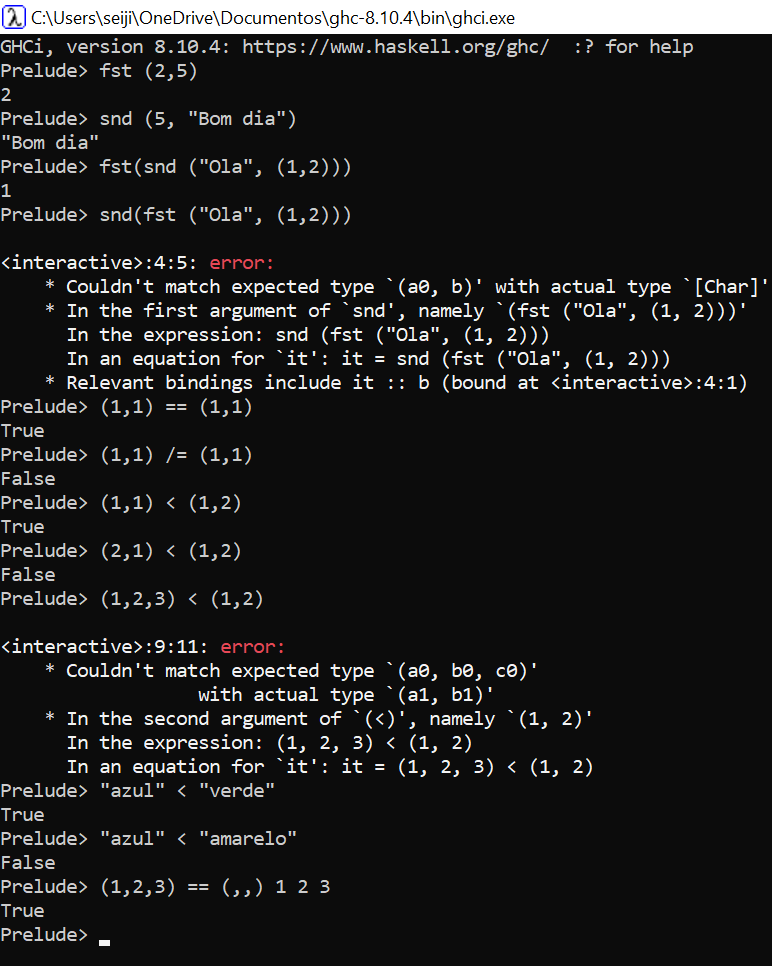 λ C:\Users\seiji\OneDrive\Documentos\ghc-8.10.4\bin\ghci.exe
GHCi, version 8.10.4: https://www.haskell.org/ghc/  :? for help
Prelude> fst (2,5)
2
Prelude> snd (5, "Bom dia")
"Bom dia"
Prelude> fst(snd ("Ola", (1,2)))
1
Prelude> snd(fst ("Ola", (1,2)))

<interactive>:4:5: error:
    * Couldn't match expected type `(a0, b)' with actual type `[Char]'
    * In the first argument of `snd', namely `(fst ("Ola", (1, 2)))'
      In the expression: snd (fst ("Ola", (1, 2)))
      In an equation for `it': it = snd (fst ("Ola", (1, 2)))
    * Relevant bindings include it :: b (bound at <interactive>:4:1)
Prelude> (1,1) == (1,1)
True
Prelude> (1,1) /= (1,1)
False
Prelude> (1,1) < (1,2)
True
Prelude> (2,1) < (1,2)
False
Prelude> (1,2,3) < (1,2)

<interactive>:9:11: error:
    * Couldn't match expected type `(a0, b0, c0)'
                  with actual type `(a1, b1)'
    * In the second argument of `(<)', namely `(1, 2)'
      In the expression: (1, 2, 3) < (1, 2)
      In an equation for `it': it = (1, 2, 3) < (1, 2)
Prelude> "azul" < "verde"
True
Prelude> "azul" < "amarelo"
False
Prelude> (1,2,3) == (,,) 1 2 3
True
Prelude>